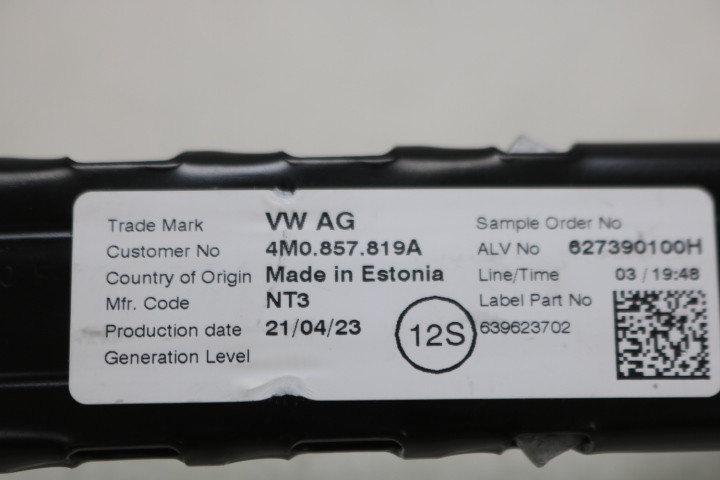 Trade Mark VW AG Sample Order No
Customer No 4M0.857.819A ALV No 627390100H
Country of Origin Made in Estonia Line/Time 03 / 19:48
Mfr. Code NT3 Label Part No
Production date 21/04/23 12S 639623702
Generation Level